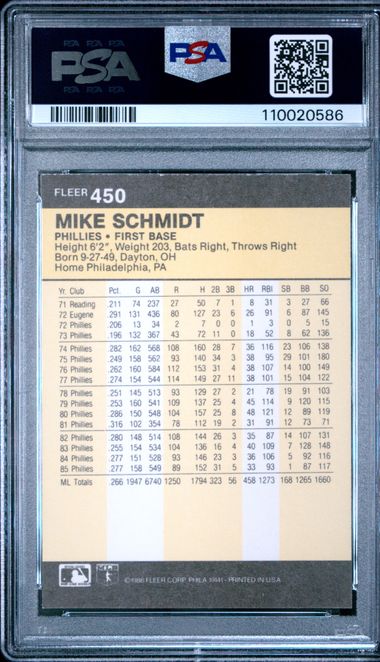 PSA PSA PSA
PSA
PSA PSA PSA
PSA
110020586
FLEER 450
MIKE SCHMIDT
PHILLIES • FIRST BASE
Height 6'2", Weight 203, Bats Right, Throws Right
Born 9-27-49, Dayton, OH
Home Philadelphia, PA
Yr. Club Pct. G AB R H 2B 3B HR RBI SB BB SO
71 Reading .211 74 237 27 50 7 1 8 31 3 27 66
72 Eugene .291 131 436 80 127 23 6 26 91 6 87 145
72 Phillies .206 13 34 2 7 0 0 1 3 0 5 15
73 Phillies .196 132 367 43 72 11 0 18 52 8 62 136
74 Phillies .282 162 568 108 160 28 7 36 116 23 106 138
75 Phillies .249 158 562 93 140 34 3 38 95 29 101 180
76 Phillies .262 160 584 112 153 31 4 38 107 14 100 149
77 Phillies .274 154 544 114 149 27 11 38 101 15 104 122
78 Phillies .251 145 513 93 129 27 2 21 78 19 91 103
79 Phillies .253 160 541 109 137 25 4 45 114 9 120 115
80 Phillies .286 150 548 104 157 25 8 48 121 12 89 119
81 Phillies .316 102 354 78 112 19 2 31 91 12 73 71
82 Phillies .280 148 514 108 144 26 3 35 87 14 107 131
83 Phillies .255 154 534 104 136 16 4 40 109 7 128 148
84 Phillies .277 151 528 93 146 23 3 36 106 5 92 116
85 Phillies .277 158 549 89 152 31 5 33 93 1 87 117
ML Totals .266 1947 6740 1250 1794 323 56 458 1273 168 1265 1660
©1986 FLEER CORP. PHILA 19141 - PRINTED IN USA